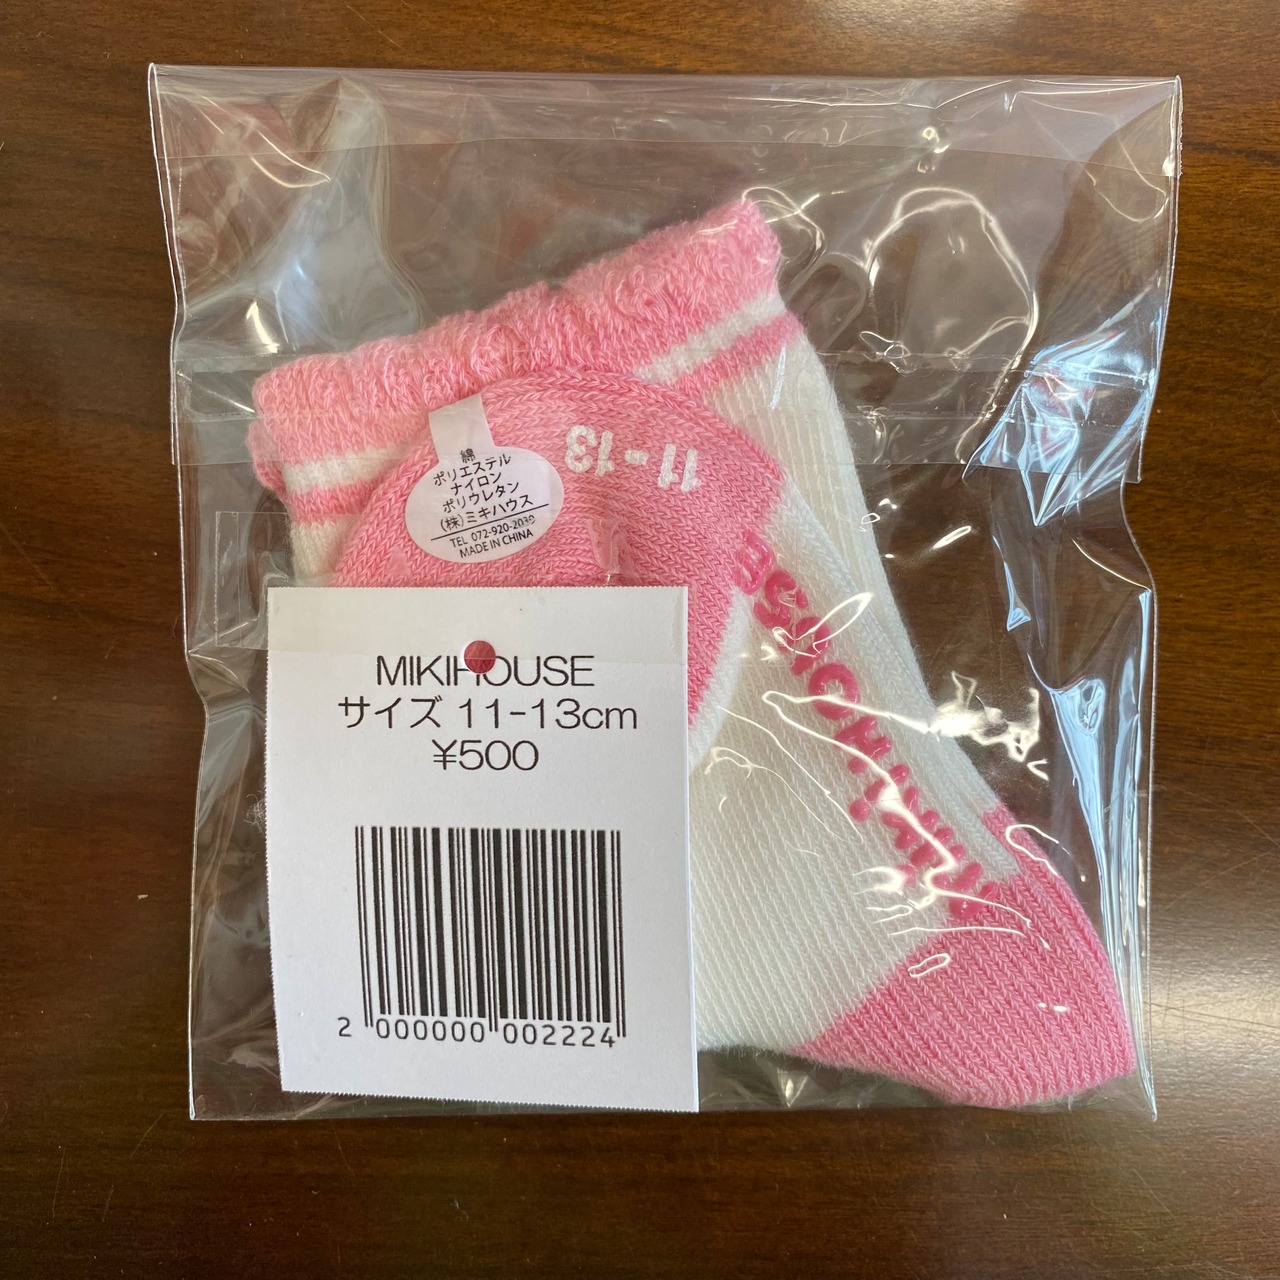 11-13
綿
ポリエステル
ナイロン
ポリウレタン
(株)ミキハウス
TEL 072-920-2039
MADE IN CHINA
MIKIHOUSE
MIKIHOUSE
サイズ 11-13cm
¥500
2 000000 002224